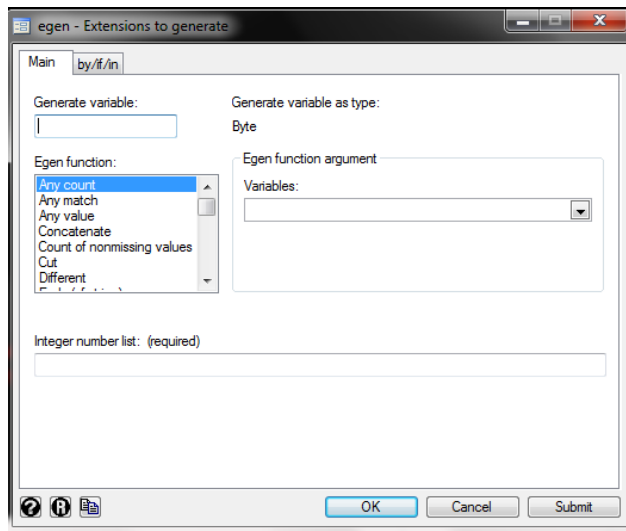 egen - Extensions to generate
Main
by/if/in
Generate variable:
Generate variable as type:
Byte
Egen function:
Any count
Any match
Any value
Concatenate
Count of nonmissing values
Cut
Different
Egen function argument
Variables:
Integer number list: (required)
OK
Cancel
Submit